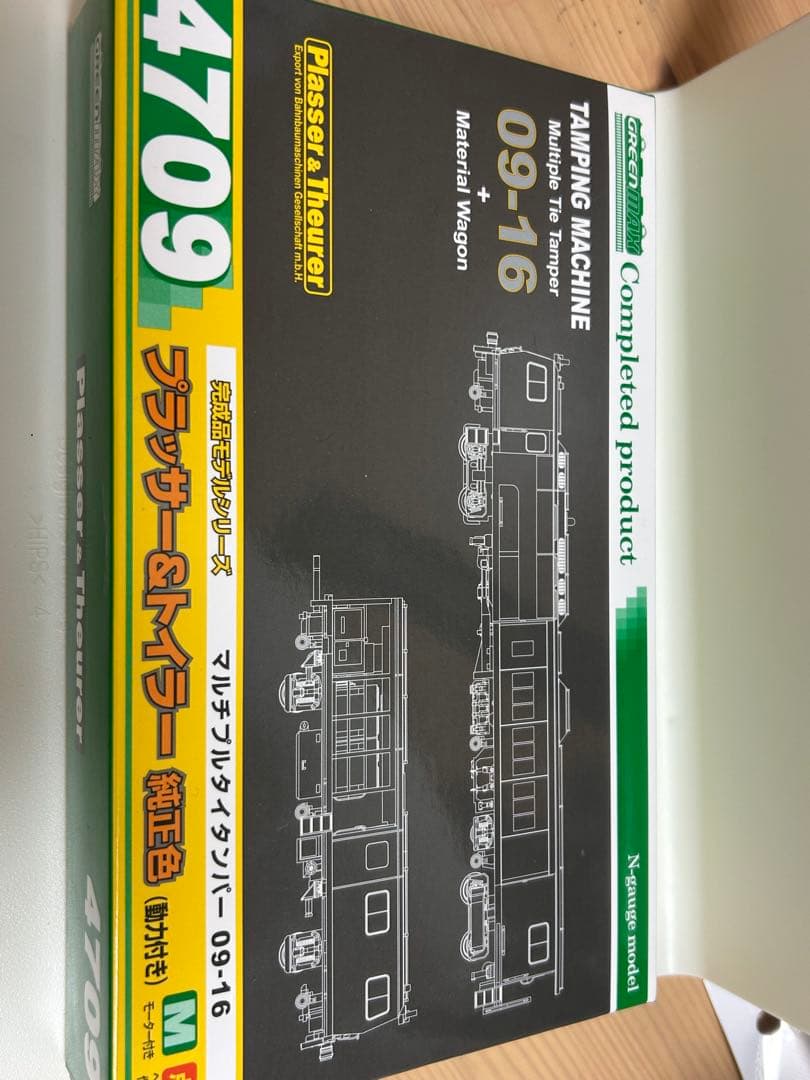 GREENMAX Completed product
N-gauge model
TAMPING MACHINE
Multiple Tie Tamper
09-16
+
Material Wagon
Plasser & Theurer
Export von Bahnbaumaschinen Gesellschaft m.b.H.
完成品モデルシリーズ
マルチプルタイタンパー 09-16
4709
プラッサー&トイラー 純正色 (動力付き)
M
モーター付き
GREENMAX
Plasser & Theurer
4709
>HIPS<
4